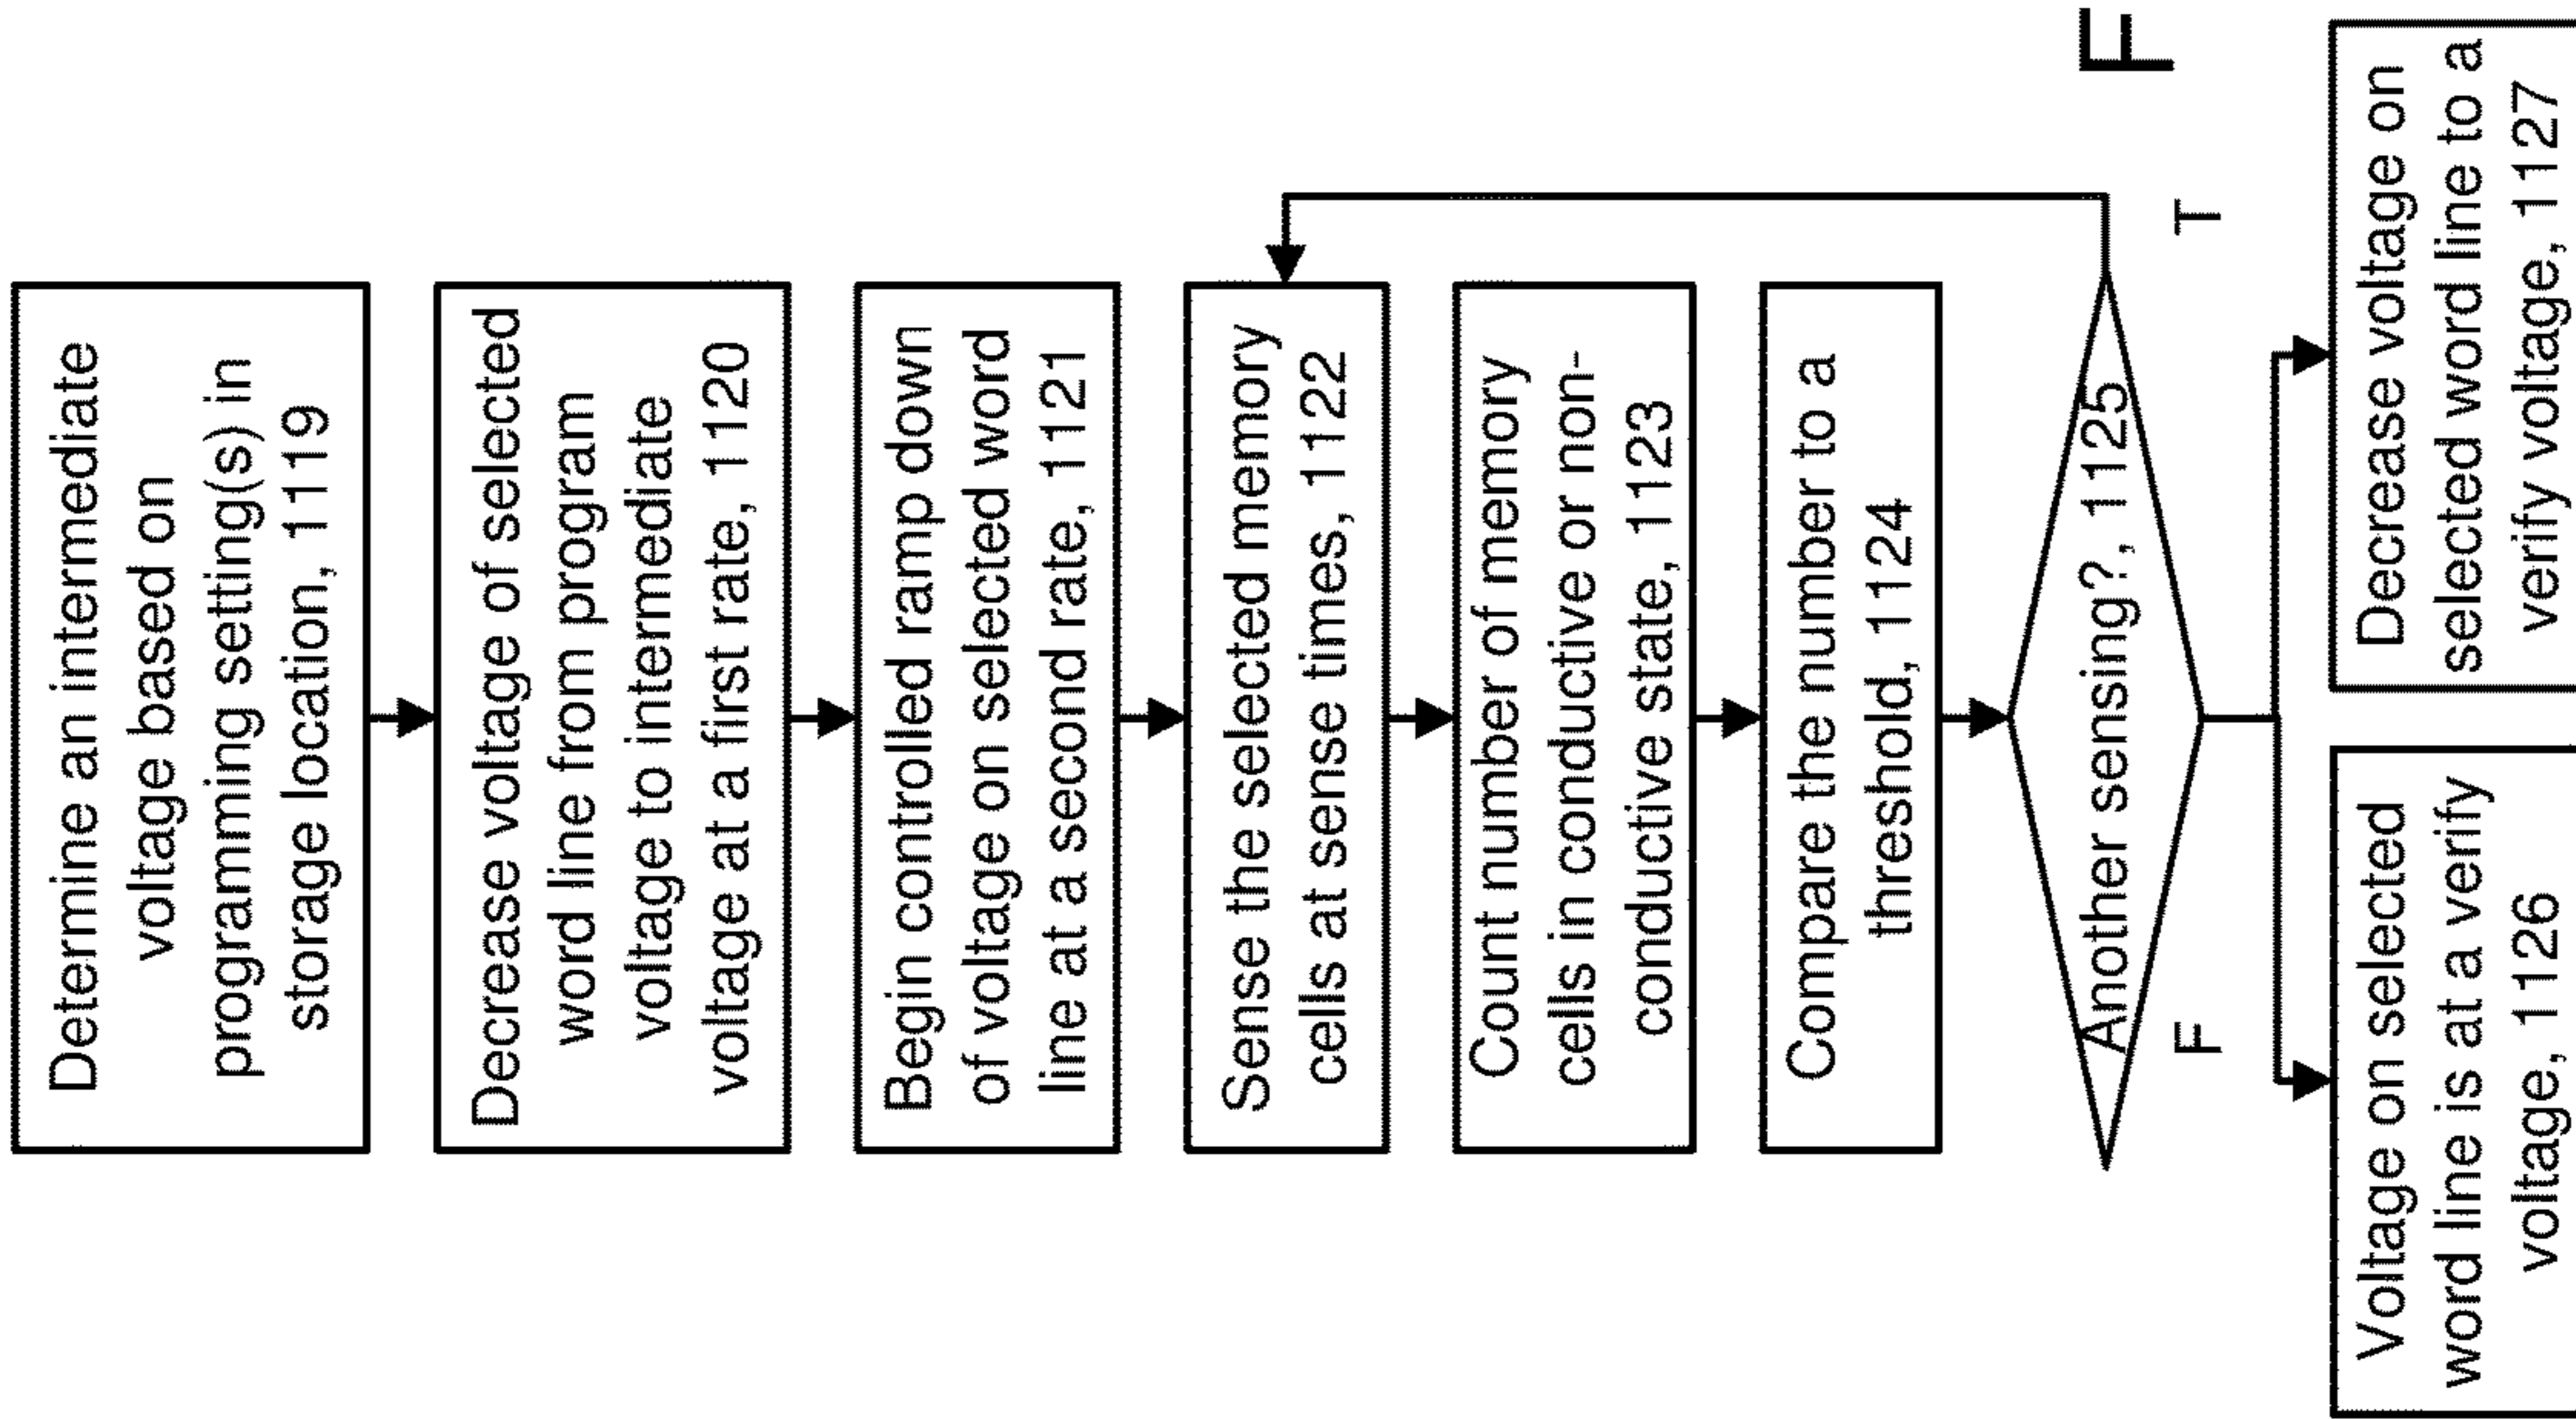 Determine an intermediate
voltage based on
programming setting(s) in
storage location, 1119
Decrease voltage of selected
word line from program
voltage to intermediate
voltage at a first rate, 1120
Begin controlled ramp down
of voltage on selected word
line at a second rate, 1121
Sense the selected memory
cells at sense times, 1122
Count number of memory
cells in conductive or non-
conductive state, 1123
Compare the number to a
threshold, 1124
Another sensing?, 1125
F
T
F
Voltage on selected
word line is at a verify
voltage, 1126
Decrease voltage on
selected word line to a
verify voltage, 1127